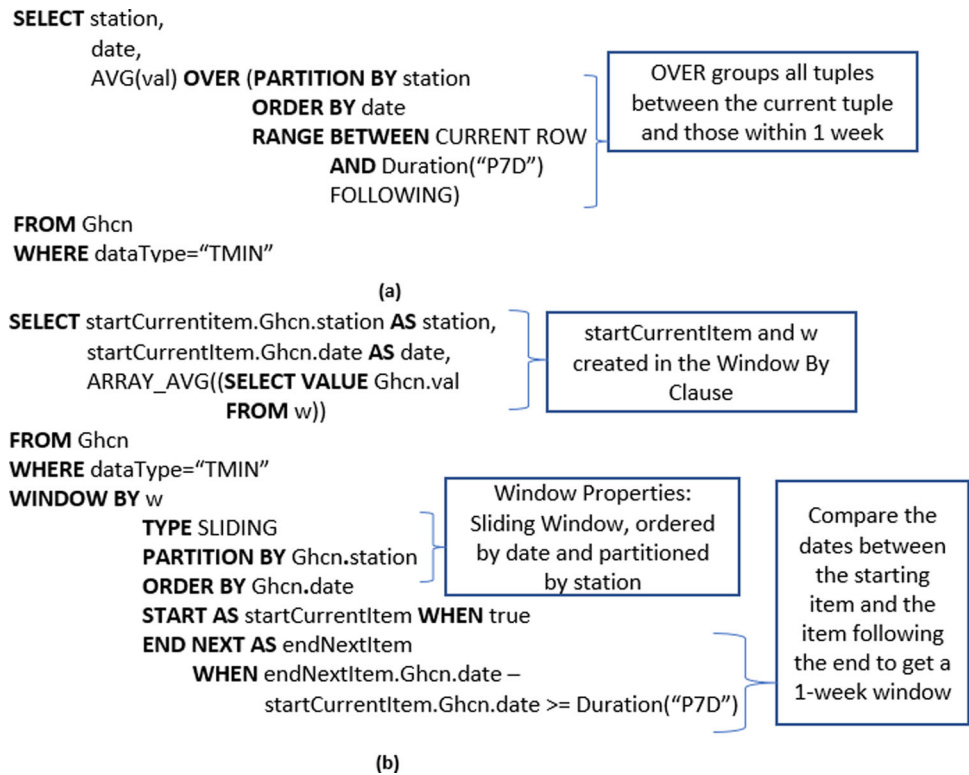 SELECT station,
date,
AVG(val) OVER (PARTITION BY station
ORDER BY date
RANGE BETWEEN CURRENT ROW
AND Duration(“P7D”)
FOLLOWING)
FROM Ghcn
WHERE dataType=“TMIN”
OVER groups all tuples
between the current tuple
and those within 1 week
(a)
SELECT startCurrentitem.Ghcn.station AS station,
startCurrentItem.Ghcn.date AS date,
ARRAY_AVG((SELECT VALUE Ghcn.val
FROM w))
startCurrentItem and w
created in the Window By
Clause
FROM Ghcn
WHERE dataType=“TMIN”
WINDOW BY w
TYPE SLIDING
PARTITION BY Ghcn.station
ORDER BY Ghcn.date
START AS startCurrentItem WHEN true
END NEXT AS endNextItem
WHEN endNextItem.Ghcn.date –
startCurrentItem.Ghcn.date >= Duration(“P7D”)
Window Properties:
Sliding Window, ordered
by date and partitioned
by station
Compare the
dates between
the starting
item and the
item following
the end to get a
1-week window
(b)